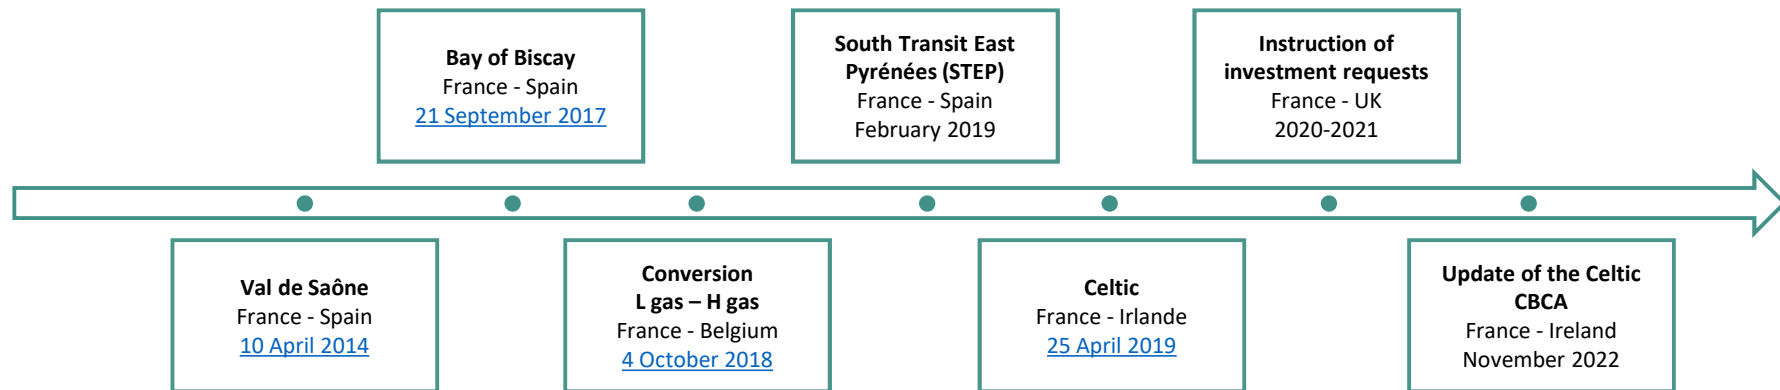 Bay of Biscay
France - Spain
21 September 2017
South Transit East
Pyrénées (STEP)
France - Spain
February 2019
Instruction of
investment requests
France - UK
2020-2021
Val de Saône
France - Spain
10 April 2014
Conversion
L gas – H gas
France - Belgium
4 October 2018
Celtic
France - Irlande
25 April 2019
Update of the Celtic
CBCA
France - Ireland
November 2022